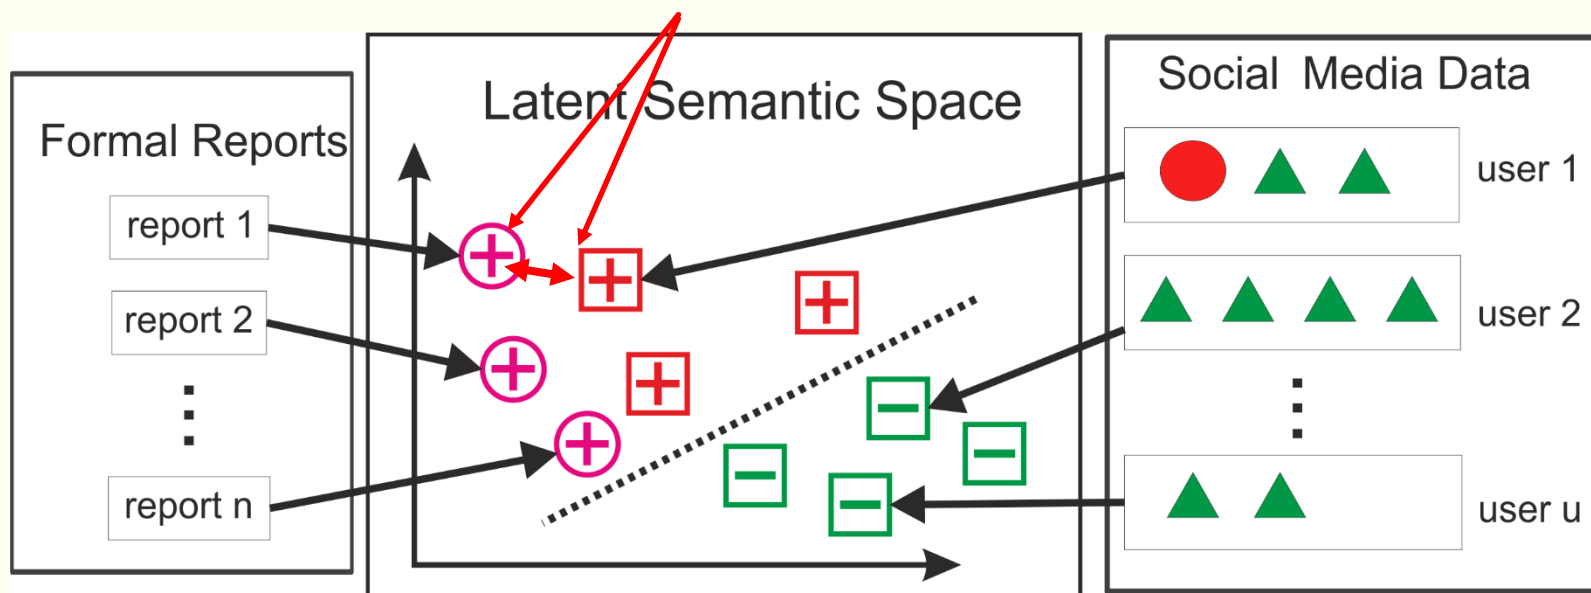 Formal Reports
report 1
report 2
report n
Latent Semantic Space
Social Media Data
user 1
user 2
user u